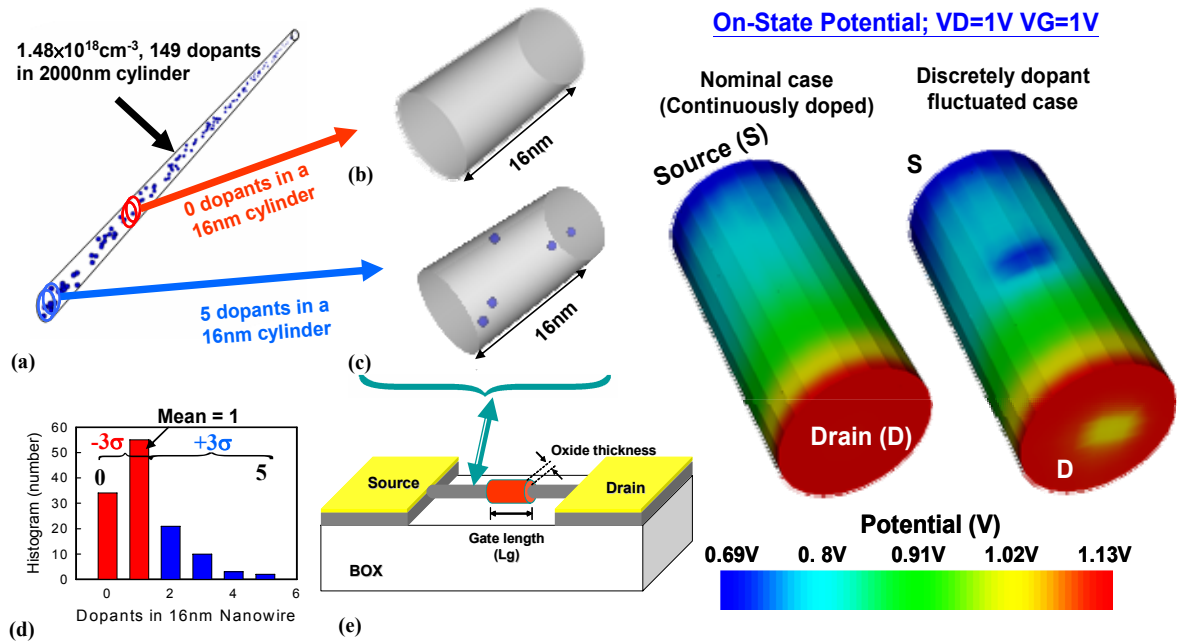 1.48x10¹⁸cm⁻³, 149 dopants
in 2000nm cylinder
0 dopants in a
16nm cylinder
5 dopants in a
16nm cylinder
(a)
16nm
(b)
16nm
(c)
Mean = 1
-3σ
+3σ
0
5
Histogram (number)
60
50
40
30
20
10
0
0
2
4
6
Dopants in 16nm Nanowire
(d)
Source
Oxide thickness
Drain
Gate length
(Lg)
BOX
(e)
On-State Potential; VD=1V VG=1V
Nominal case
(Continuously doped)
Discretely dopant
fluctuated case
Source (S)
S
Drain (D)
D
Potential (V)
0.69V
0.8V
0.91V
1.02V
1.13V